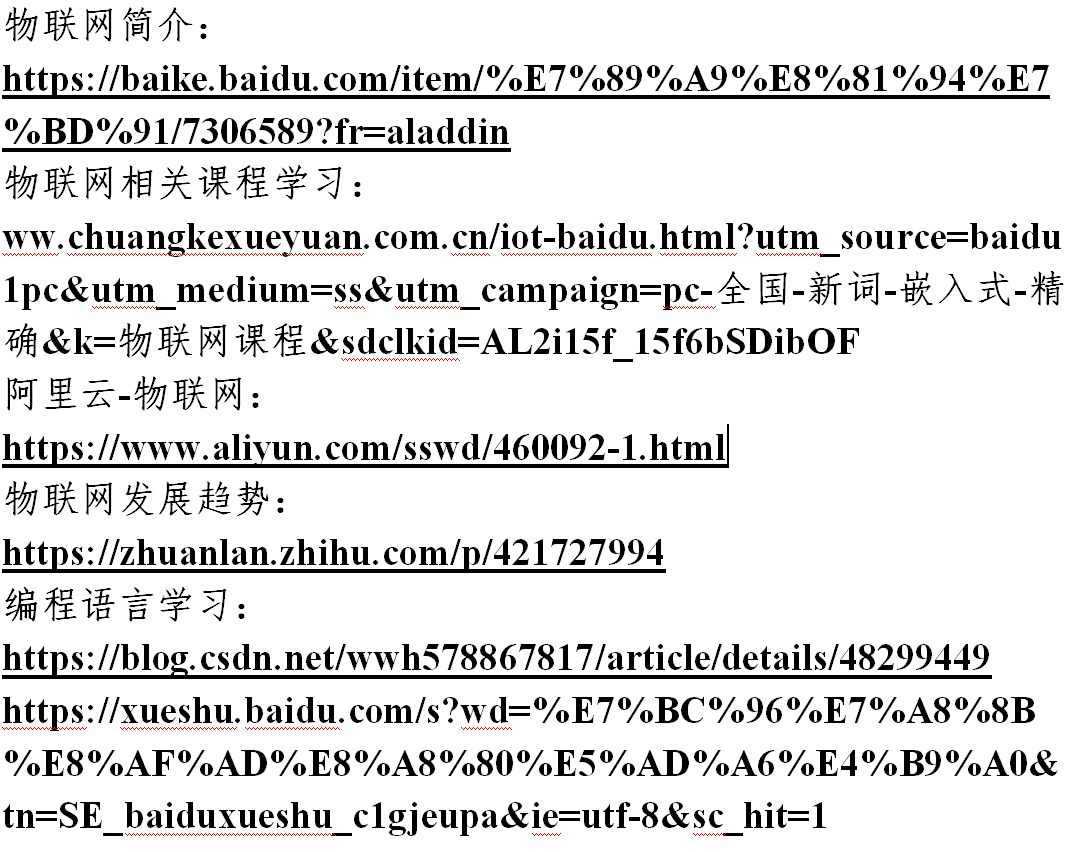 物联网简介：
https://baike.baidu.com/item/%E7%89%A9%E8%81%94%E7
%BD%91/7306589?fr=aladdin
物联网相关课程学习：
ww.chuangkexueyuan.com.cn/iot-baidu.html?utm_source=baidu
1pc&utm_medium=ss&utm_campaign=pc-全国-新词-嵌入式-精
确&k=物联网课程&sdclkid=AL2i15f_15f6bSDibOF
阿里云-物联网：
https://www.aliyun.com/sswd/460092-1.html
物联网发展趋势：
https://zhuanlan.zhihu.com/p/421727994
编程语言学习：
https://blog.csdn.net/wwh578867817/article/details/48299449
https://xueshu.baidu.com/s?wd=%E7%BC%96%E7%A8%8B
%E8%AF%AD%E8%A8%80%E5%AD%A6%E4%B9%A0&
tn=SE_baiduxueshu_c1gjeupa&ie=utf-8&sc_hit=1